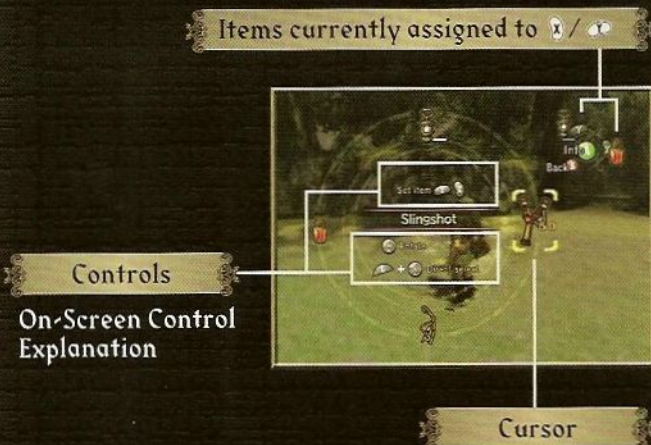 Items currently assigned to X / Y
Info
Back
Set item
Slingshot
Controls
On-Screen Control
Explanation
Cursor